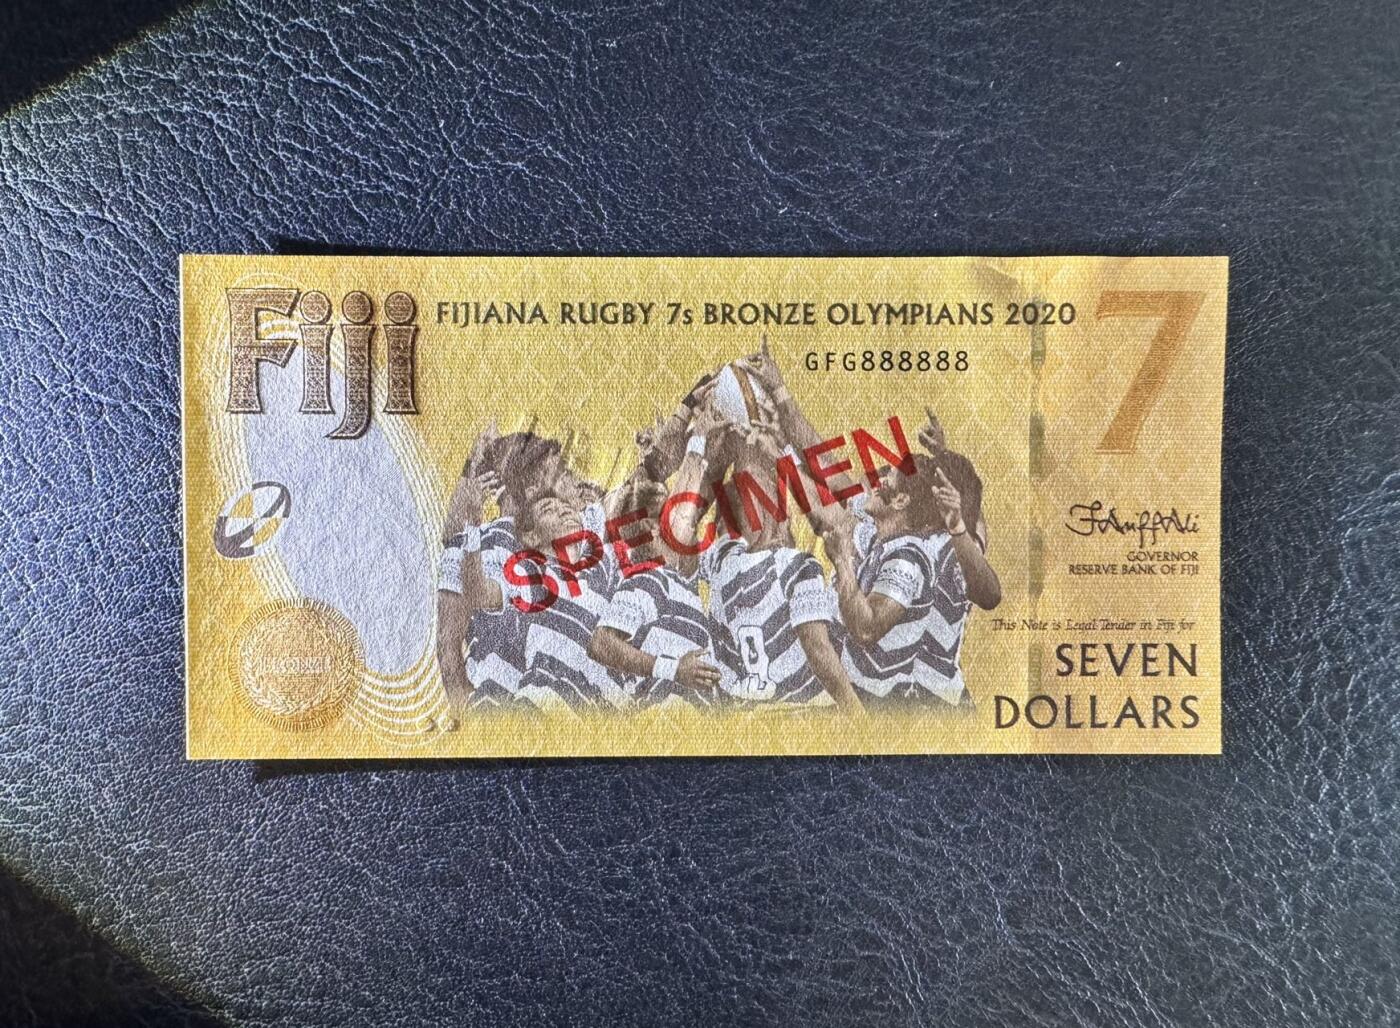 Fiji
FIJIANA RUGBY 7s BRONZE OLYMPIANS 2020
7
GFG888888
SPECIMEN
GOVERNOR
RESERVE BANK OF FIJI
This Note is Legal Tender in Fiji for
SEVEN
DOLLARS
BRONZE